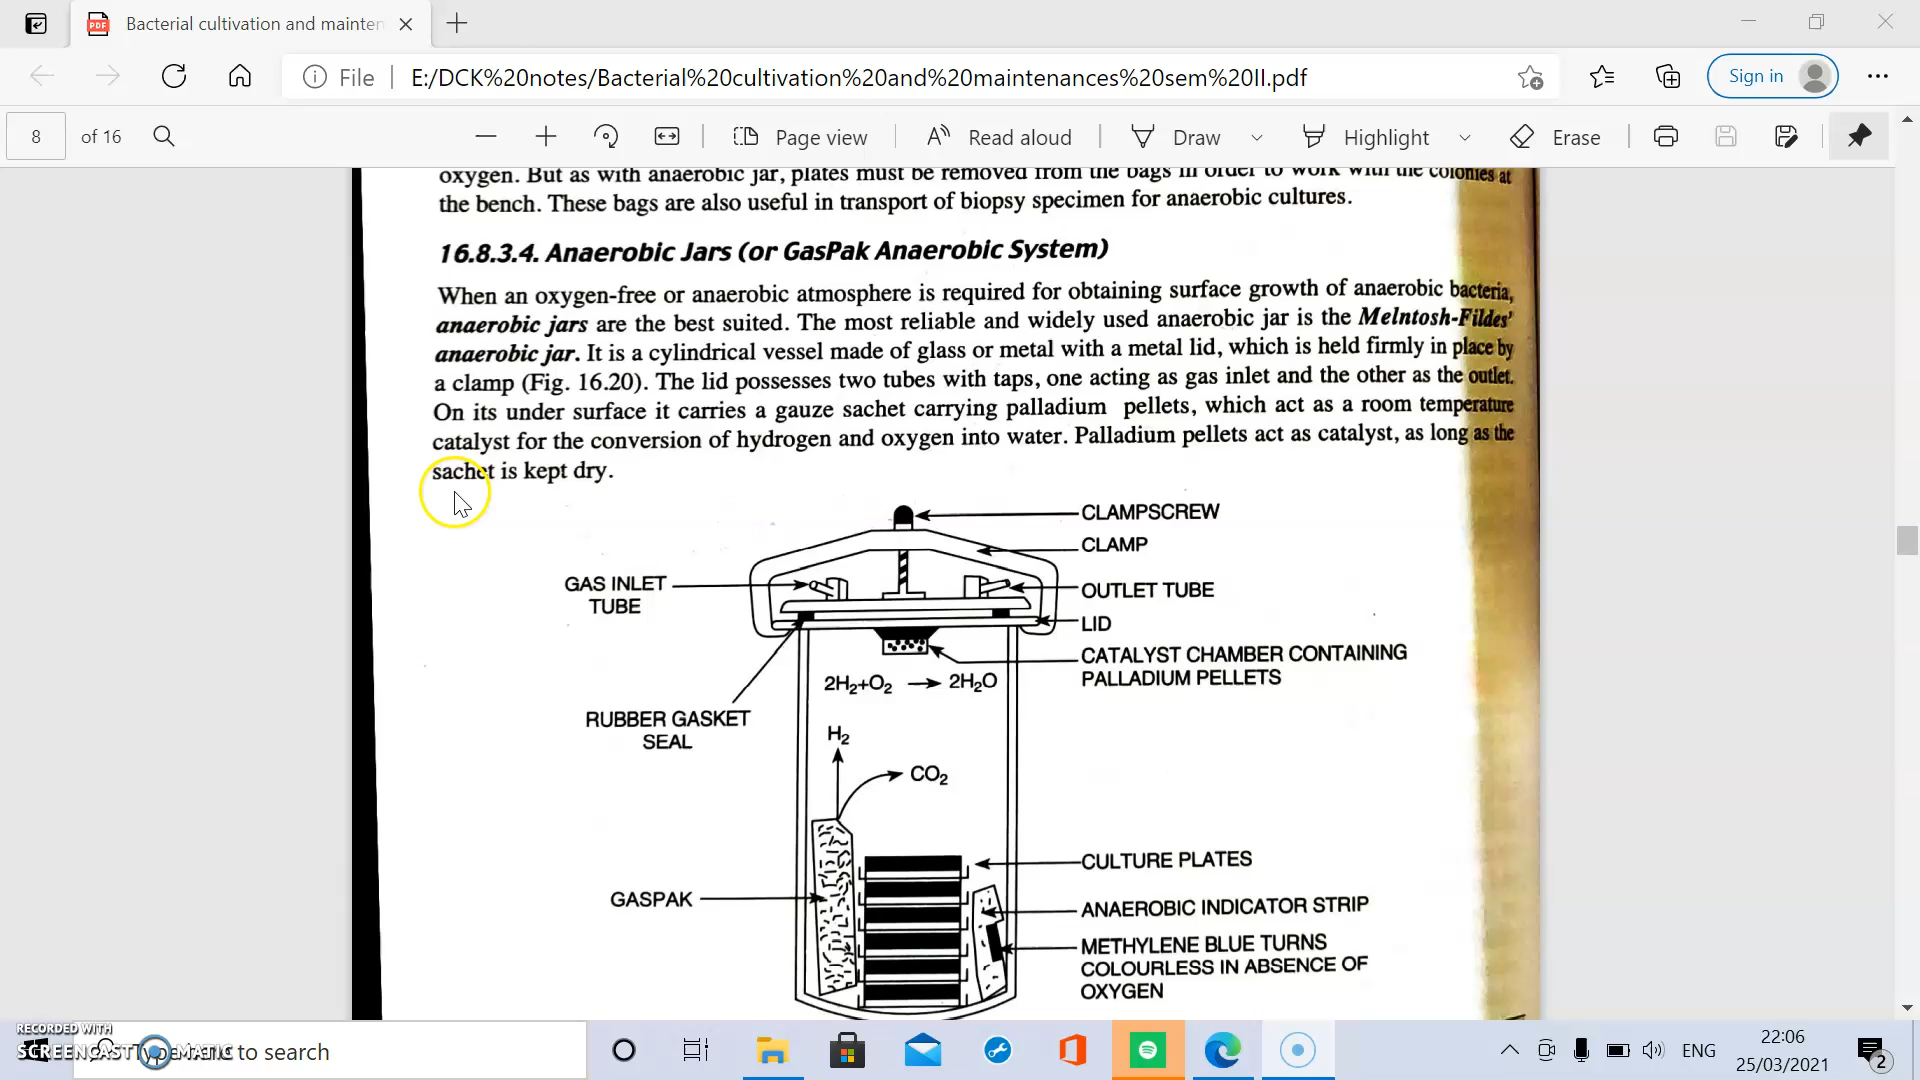 Bacterial cultivation and mainten
File
E:/DCK%20notes/Bacterial%20cultivation%20and%20maintenances%20sem%20II.pdf
Sign in
8 of 16
Page view
Read aloud
Draw
Highlight
Erase
oxygen. But as with anaerobic jar, plates must be removed from the bags in order to work with the colonies at
the bench. These bags are also useful in transport of biopsy specimen for anaerobic cultures.
16.8.3.4. Anaerobic Jars (or GasPak Anaerobic System)
When an oxygen-free or anaerobic atmosphere is required for obtaining surface growth of anaerobic bacteria,
anaerobic jars are the best suited. The most reliable and widely used anaerobic jar is the Melntosh-Fildes'
anaerobic jar. It is a cylindrical vessel made of glass or metal with a metal lid, which is held firmly in place by
a clamp (Fig. 16.20). The lid possesses two tubes with taps, one acting as gas inlet and the other as the outlet.
On its under surface it carries a gauze sachet carrying palladium pellets, which act as a room temperature
catalyst for the conversion of hydrogen and oxygen into water. Palladium pellets act as catalyst, as long as the
sachet is kept dry.
CLAMPSCREW
CLAMP
GAS INLET
TUBE
OUTLET TUBE
LID
CATALYST CHAMBER CONTAINING
PALLADIUM PELLETS
2H₂+O₂ → 2H₂O
RUBBER GASKET
SEAL
H₂
CO₂
CULTURE PLATES
GASPAK
ANAEROBIC INDICATOR STRIP
METHYLENE BLUE TURNS
COLOURLESS IN ABSENCE OF
OXYGEN
RECORDED WITH
SCREENCAST MATIC
to search
ENG
22:06
25/03/2021
2